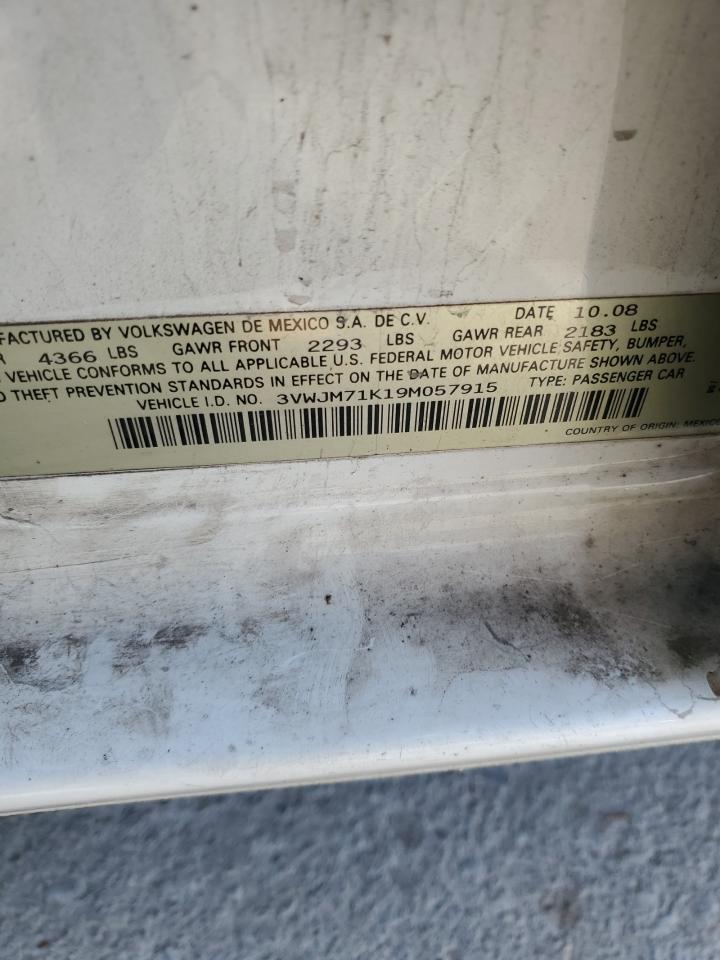 FACTURED BY VOLKSWAGEN DE MEXICO S.A. DE C.V. DATE 10.08
R 4366 LBS GAWR FRONT 2293 LBS GAWR REAR 2183 LBS
VEHICLE CONFORMS TO ALL APPLICABLE U.S. FEDERAL MOTOR VEHICLE SAFETY, BUMPER,
D THEFT PREVENTION STANDARDS IN EFFECT ON THE DATE OF MANUFACTURE SHOWN ABOVE.
VEHICLE I.D. NO. 3VWJM71K19M057915 TYPE: PASSENGER CAR
COUNTRY OF ORIGIN: MEXICO